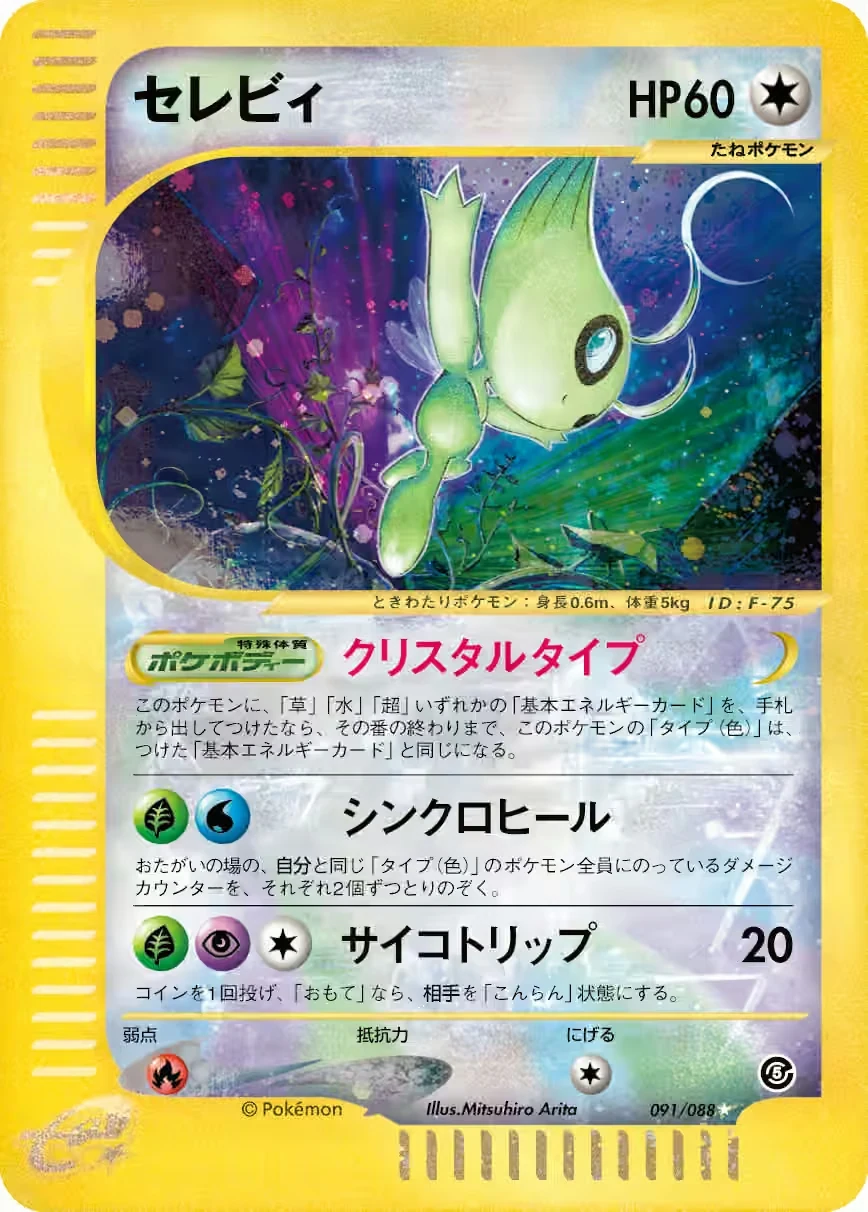 セレビィ HP60
たねポケモン
ときわたりポケモン：身長0.6m、体重5kg ID:F-75
特殊体質
ポケボディー クリスタルタイプ
このポケモンに、「草」「水」「超」いずれかの「基本エネルギーカード」を、手札
から出してつけたなら、その番の終わりまで、このポケモンの「タイプ（色）」は、
つけた「基本エネルギーカード」と同じになる。
シンクロヒール
おたがいの場の、自分と同じ「タイプ（色）」のポケモン全員にのっているダメージ
カウンターを、それぞれ2個ずつとりのぞく。
サイコトリップ 20
コインを1回投げ、「おもて」なら、相手を「こんらん」状態にする。
弱点 抵抗力 にげる
5
© Pokémon Illus.Mitsuhiro Arita 091/088★